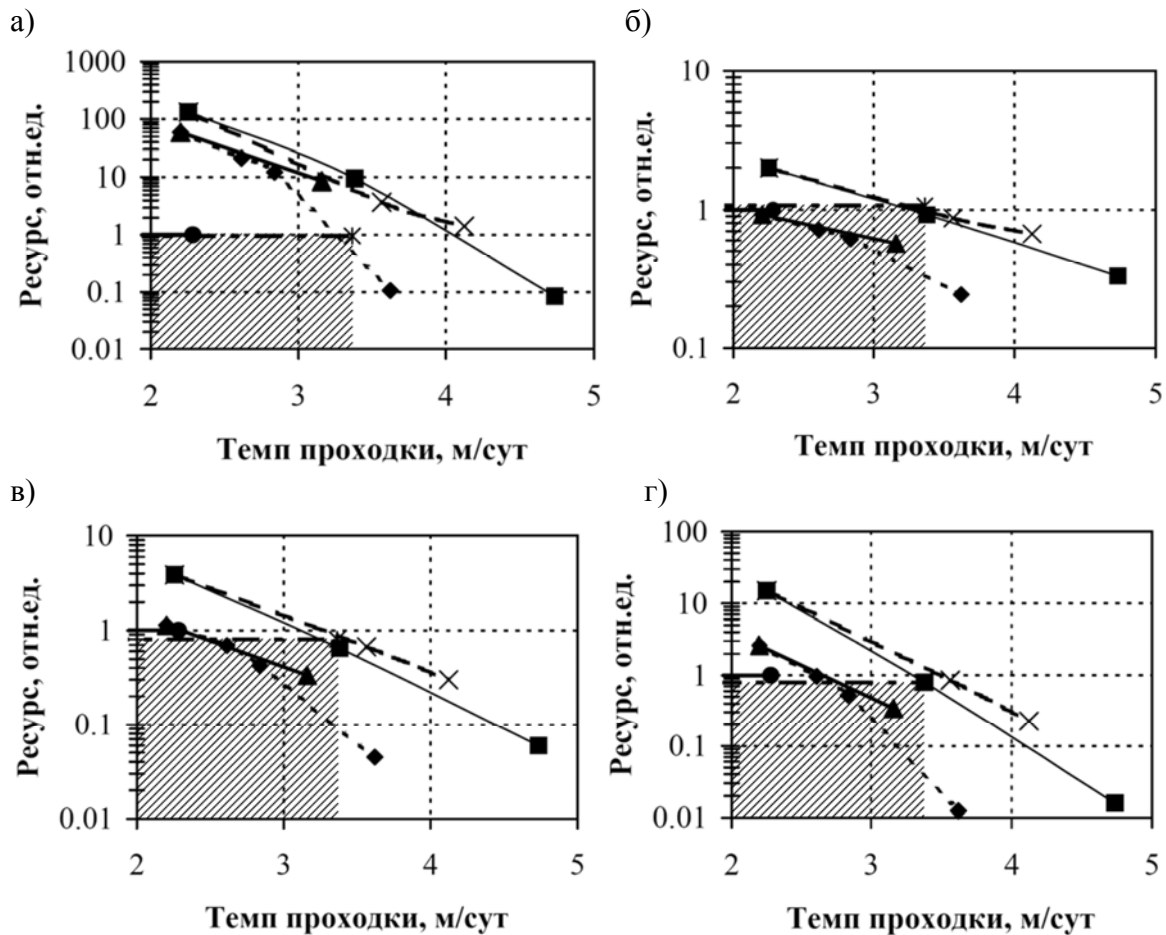 а)
Ресурс, отн.ед.
1000
100
10
1
0.1
0.01
2 3 4 5
Темп проходки, м/сут
б)
Ресурс, отн.ед.
10
1
0.1
2 3 4 5
Темп проходки, м/сут
в)
Ресурс, отн.ед.
10
1
0.1
0.01
2 3 4 5
Темп проходки, м/сут
г)
Ресурс, отн.ед.
100
10
1
0.1
0.01
2 3 4 5
Темп проходки, м/сут